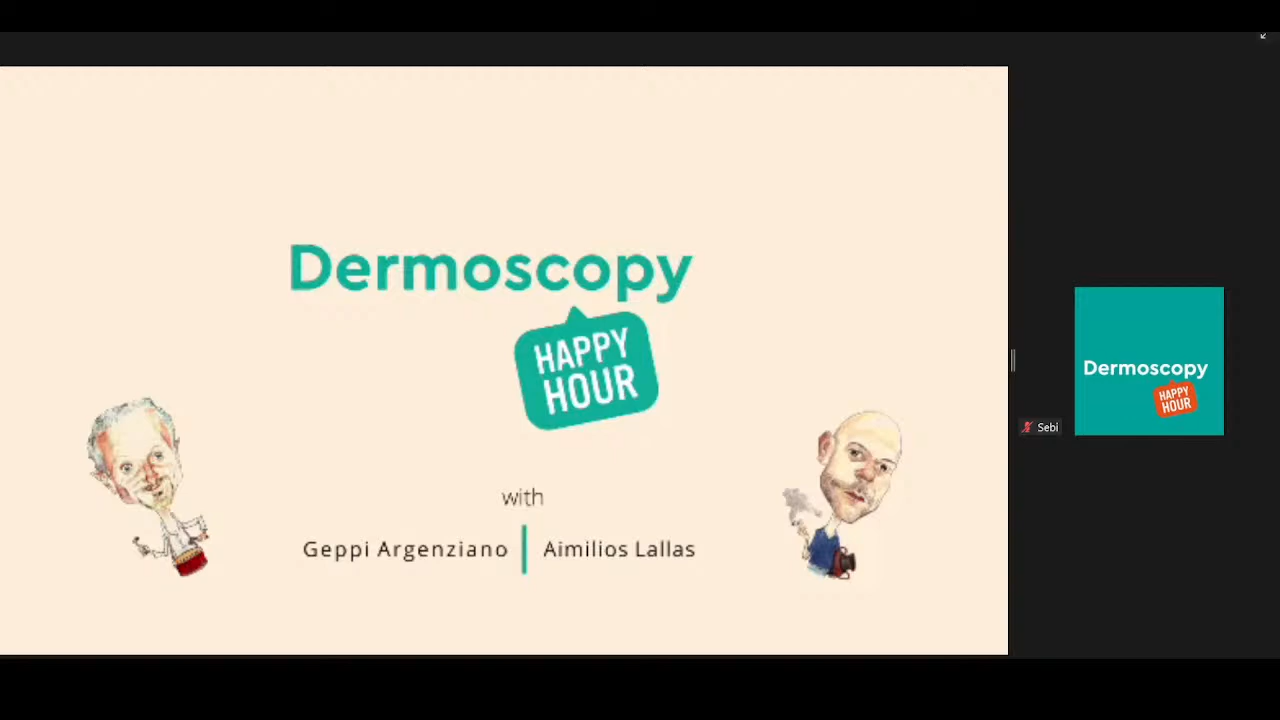 Dermoscopy
HAPPY
HOUR
with
Geppi Argenziano
Aimilios Lallas
Dermoscopy
HAPPY
HOUR
Sebi